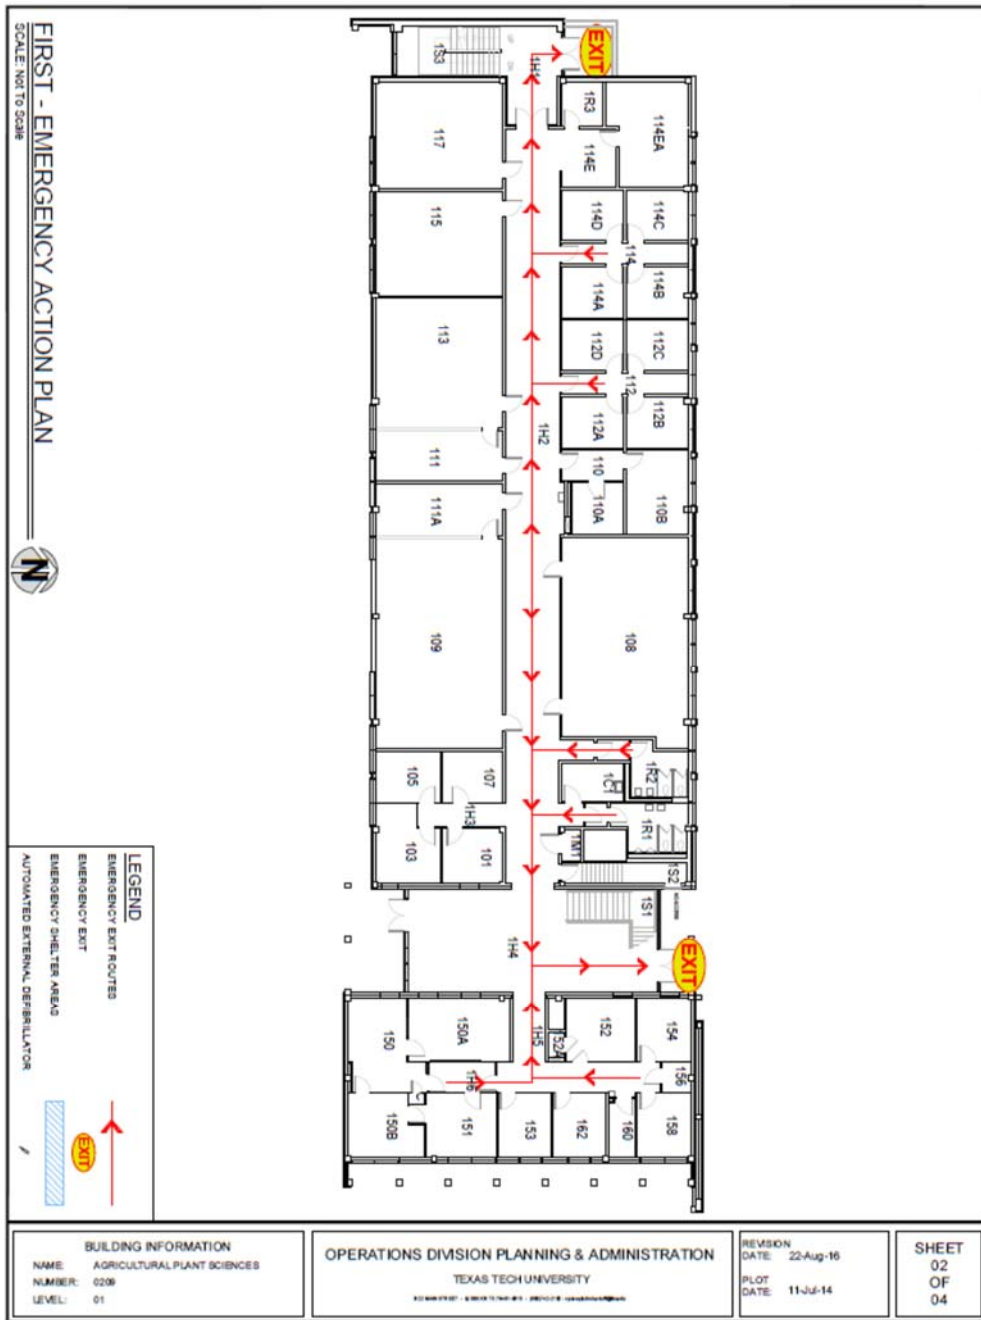 FIRST - EMERGENCY ACTION PLAN
SCALE: Not To Scale
N
EXIT
1S3
UP
DN
1H1
1R3
114EA
117
114E
115
114D
114C
114
114A
114B
113
112D
112C
112
1H2
112A
112B
111
110
111A
110A
110B
109
108
105
107
1R2
1C1
1H3
1R1
103
101
1M1
1S2
1S1
1H4
EXIT
150
150A
1H5
152A
152
154
1H6
156
C
150B
151
153
162
160
158
LEGEND
EMERGENCY EXIT ROUTES
EMERGENCY EXIT
EXIT
EMERGENCY SHELTER AREAS
AUTOMATED EXTERNAL DEFIBRILLATOR
BUILDING INFORMATION
NAME: AGRICULTURAL PLANT SCIENCES
NUMBER: 0209
LEVEL: 01
OPERATIONS DIVISION PLANNING & ADMINISTRATION
TEXAS TECH UNIVERSITY
REVISION
DATE: 22-Aug-16
PLOT
DATE: 11-Jul-14
SHEET
02
OF
04